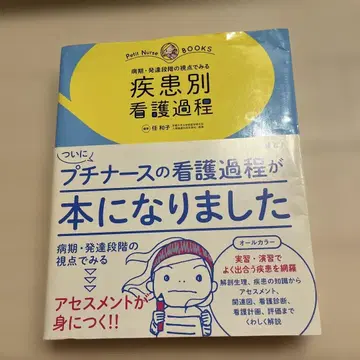 Petit Nurse BOOKS
病期・発達段階の視点でみる
疾患別
看護過程
任 和子
ついに
プチナースの看護過程が
本になりました
病期・発達段階の
視点でみる
アセスメントが
身につく!!
オールカラー
実習・演習で
よく出合う疾患を網羅
解剖生理、疾患の知識から
アセスメント、
関連図、看護診断、
看護計画、評価まで
くわしく解説